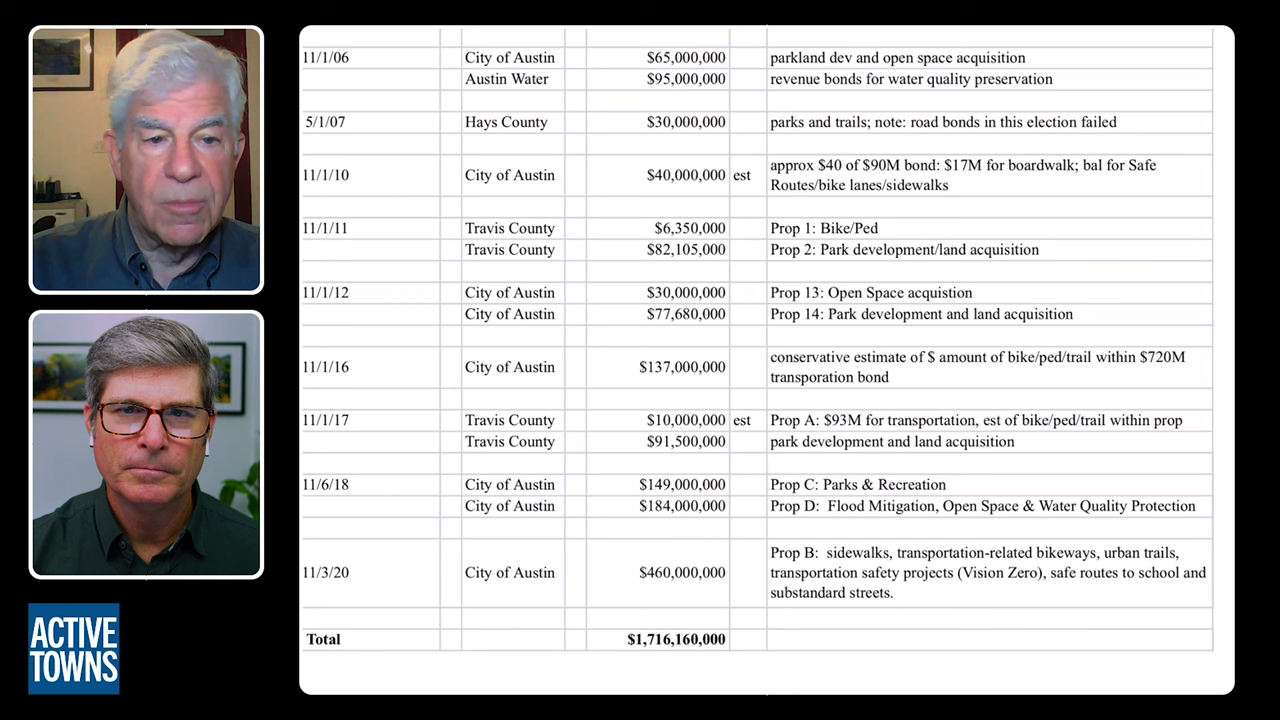 11/1/06 City of Austin $65,000,000 parkland dev and open space acquisition
Austin Water $95,000,000 revenue bonds for water quality preservation
5/1/07 Hays County $30,000,000 parks and trails; note: road bonds in this election failed
11/1/10 City of Austin $40,000,000 est approx $40 of $90M bond: $17M for boardwalk; bal for Safe
Routes/bike lanes/sidewalks
11/1/11 Travis County $6,350,000 Prop 1: Bike/Ped
Travis County $82,105,000 Prop 2: Park development/land acquisition
11/1/12 City of Austin $30,000,000 Prop 13: Open Space acquistion
City of Austin $77,680,000 Prop 14: Park development and land acquisition
11/1/16 City of Austin $137,000,000 conservative estimate of $ amount of bike/ped/trail within $720M
transporation bond
11/1/17 Travis County $10,000,000 est Prop A: $93M for transportation, est of bike/ped/trail within prop
Travis County $91,500,000 park development and land acquisition
11/6/18 City of Austin $149,000,000 Prop C: Parks & Recreation
City of Austin $184,000,000 Prop D: Flood Mitigation, Open Space & Water Quality Protection
11/3/20 City of Austin $460,000,000 Prop B: sidewalks, transportation-related bikeways, urban trails,
transportation safety projects (Vision Zero), safe routes to school and
substandard streets.
Total $1,716,160,000
ACTIVE
TOWNS